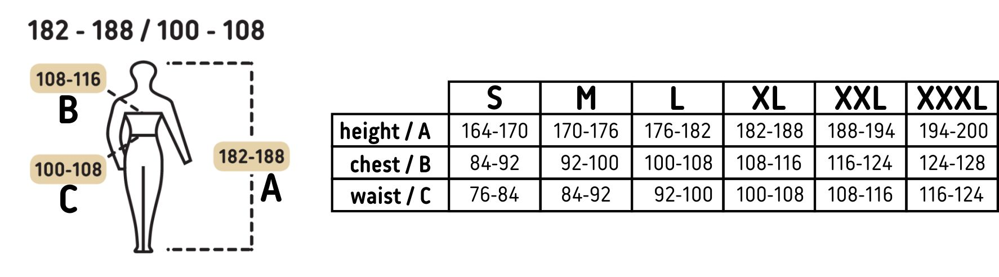 182 - 188 / 100 - 108
108-116
B
100-108
C
182-188
A
S M L XL XXL XXXL
height / A 164-170 170-176 176-182 182-188 188-194 194-200
chest / B 84-92 92-100 100-108 108-116 116-124 124-128
waist / C 76-84 84-92 92-100 100-108 108-116 116-124